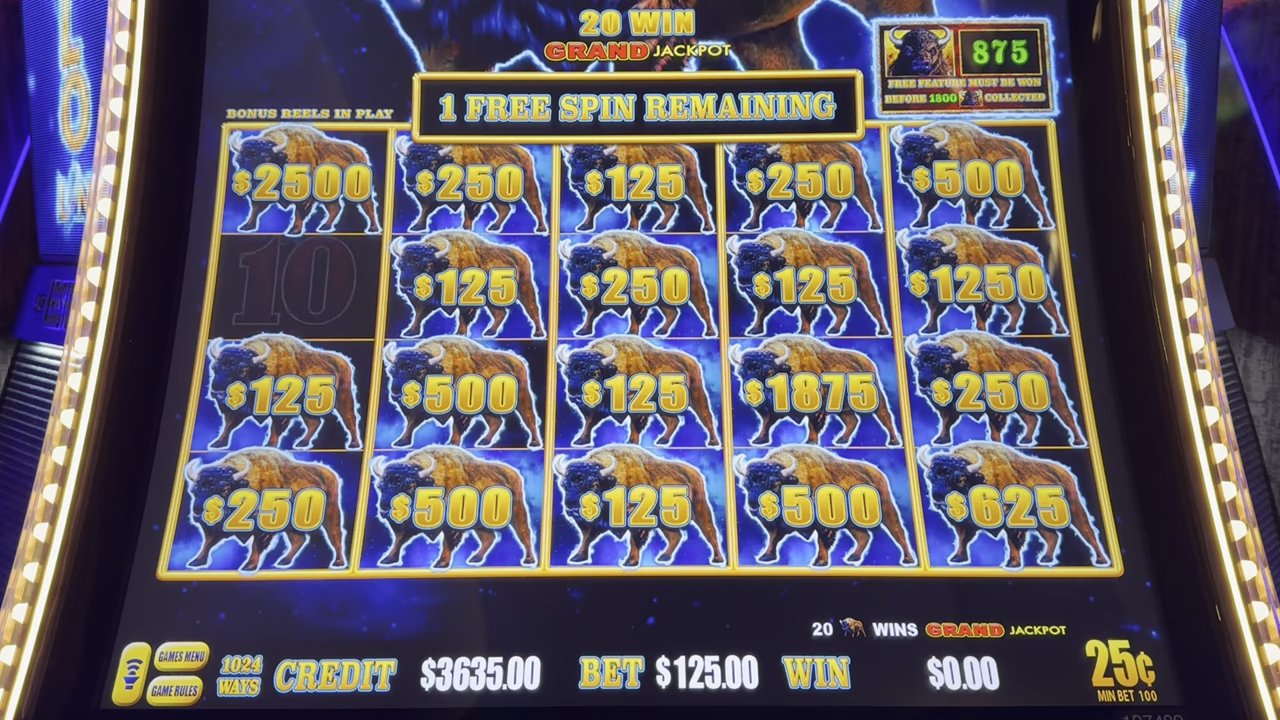 20 WIN
GRAND JACKPOT
875
FREE FEATURE MUST BE WON
BEFORE 1800 COLLECTED
1 FREE SPIN REMAINING
BONUS REELS IN PLAY
$2500 $250 $125 $250 $500
10 $125 $250 $125 $1250
$125 $500 $125 $1875 $250
$250 $500 $125 $500 $625
20 WINS GRAND JACKPOT
GAMES MENU
GAME RULES
1024
WAYS
CREDIT $3635.00 BET $125.00 WIN $0.00
25¢
MIN BET 100